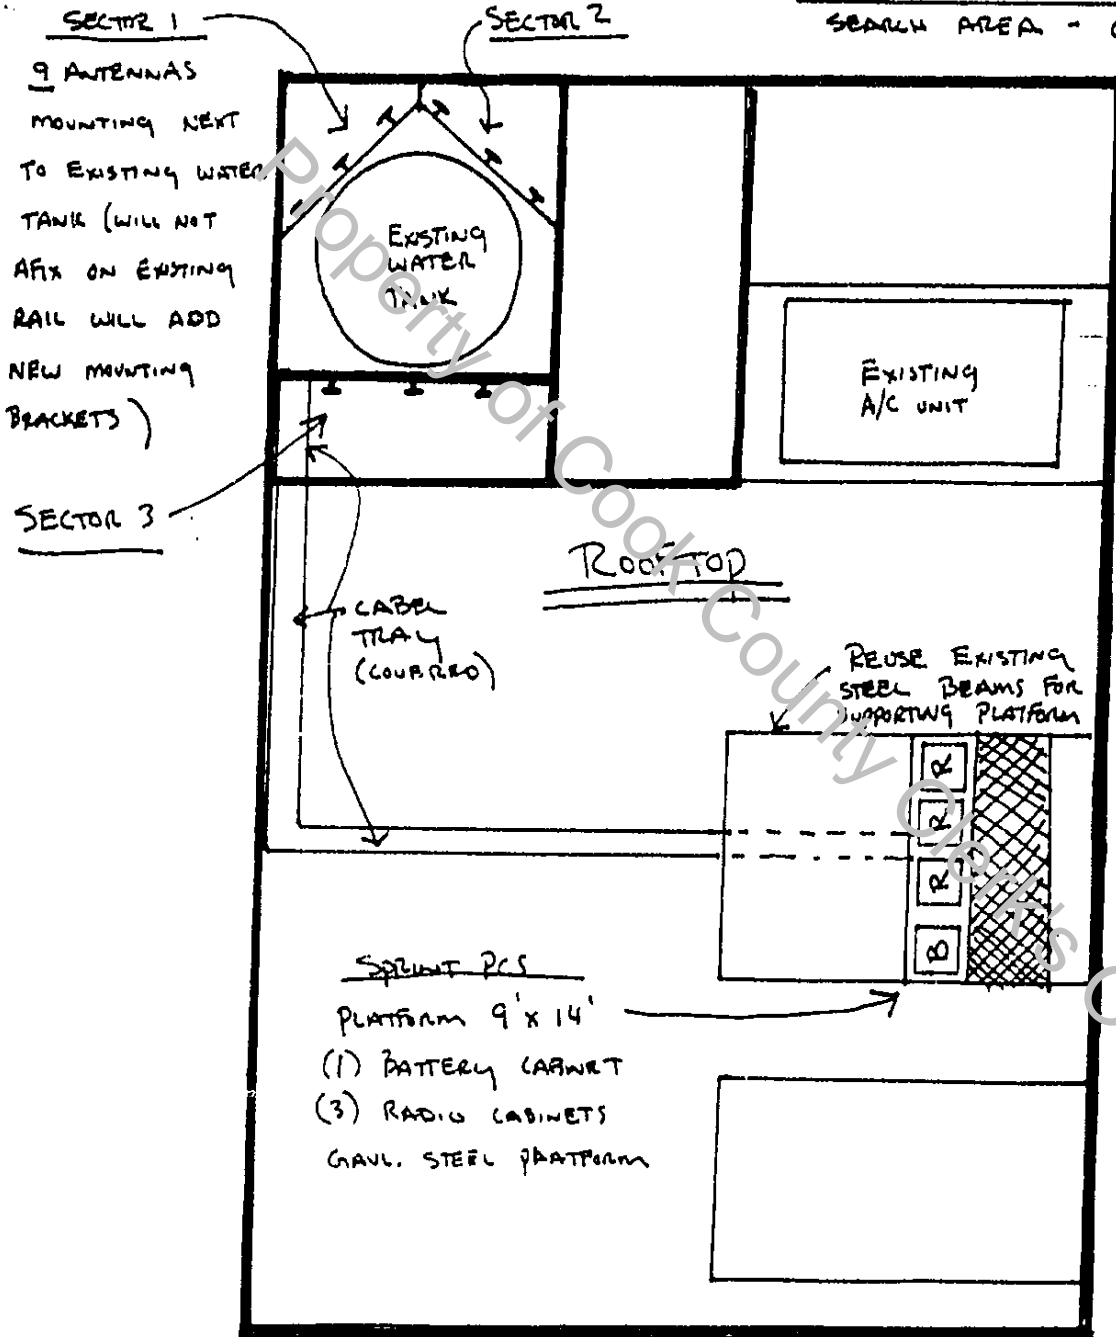 SECTOR 1
SECTOR 2
SEARCH AREA -
9 ANTENNAS
MOUNTING NEXT
TO EXISTING WATER
TANK (WILL NOT
AFIX ON EXISTING
RAIL WILL ADD
NEW MOUNTING
BRACKETS)
EXISTING
WATER
TANK
EXISTING
A/C UNIT
SECTOR 3
ROOFTOP
CABEL
TRAY
(COVERED)
REUSE EXISTING
STEEL BEAMS FOR
SUPPORTING PLATFORM
R
R
R
B
SPRINT PCS
PLATFORM 9' x 14'
(1) BATTERY CABINET
(3) RADIO CABINETS
GAVL. STEEL PLATFORM
Property of Cook County Clerk's